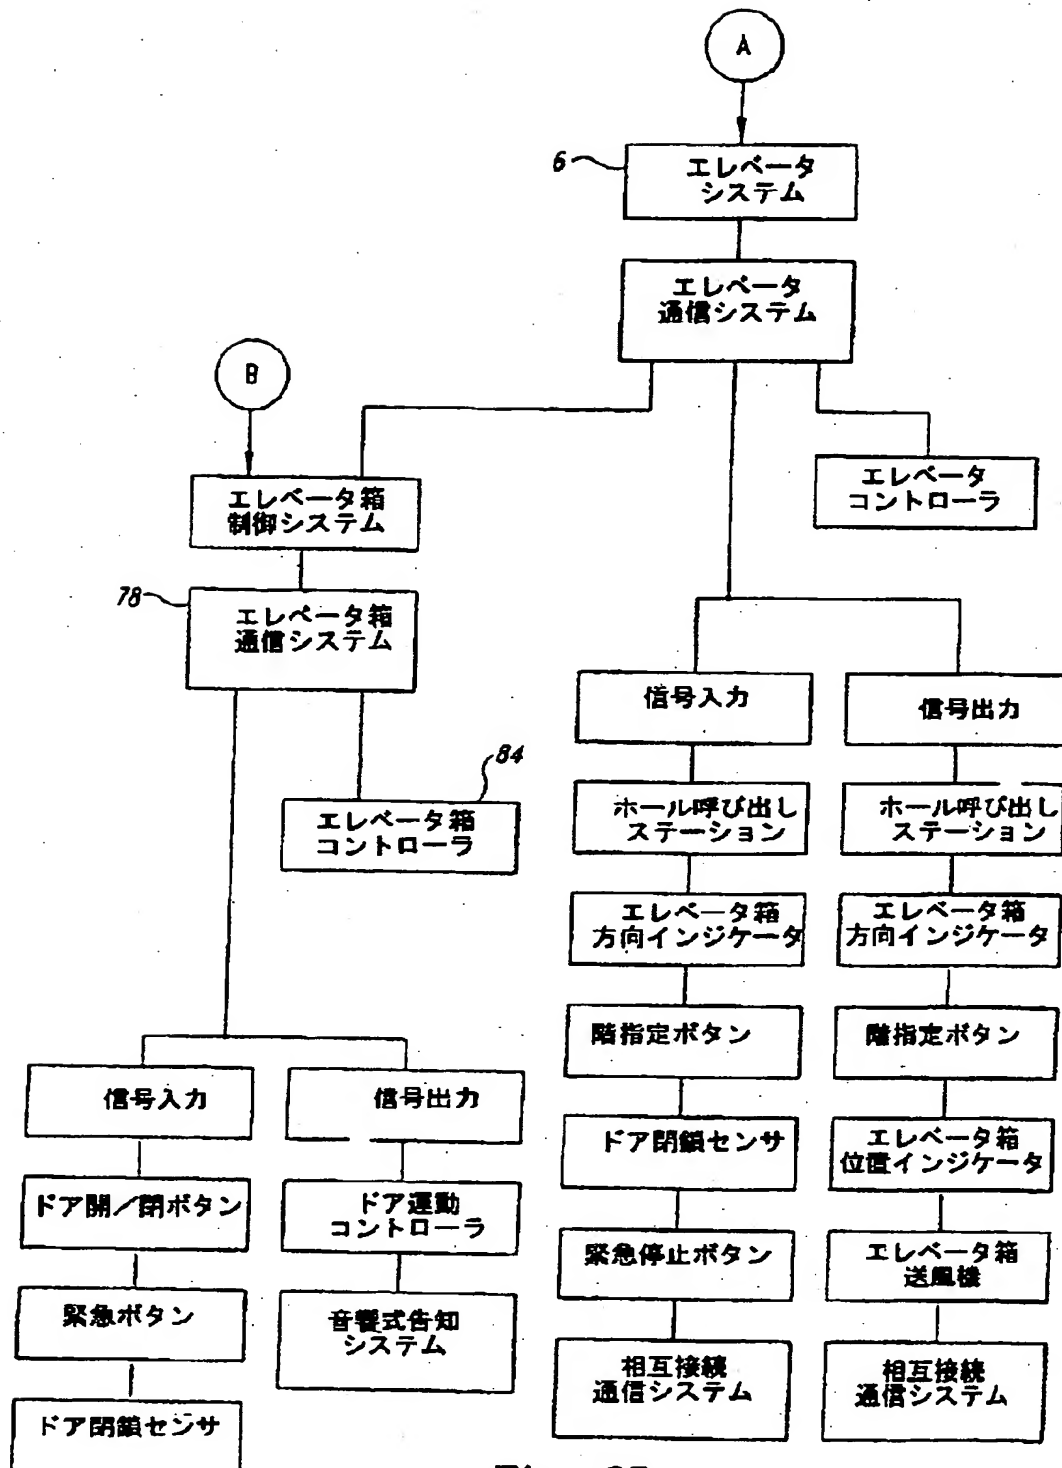 A
6
エレベータ
システム
エレベータ
通信システム
B
エレベータ
コントローラ
エレベータ箱
制御システム
78
エレベータ箱
通信システム
84
エレベータ箱
コントローラ
信号入力
ホール呼び出し
ステーション
エレベータ箱
方向インジケータ
階指定ボタン
ドア閉鎖センサ
緊急停止ボタン
相互接続
通信システム
信号出力
ホール呼び出し
ステーション
エレベータ箱
方向インジケータ
階指定ボタン
エレベータ箱
位置インジケータ
エレベータ箱
送風機
相互接続
通信システム
信号入力
ドア開／閉ボタン
緊急ボタン
ドア閉鎖センサ
信号出力
ドア運動
コントローラ
音響式告知
システム